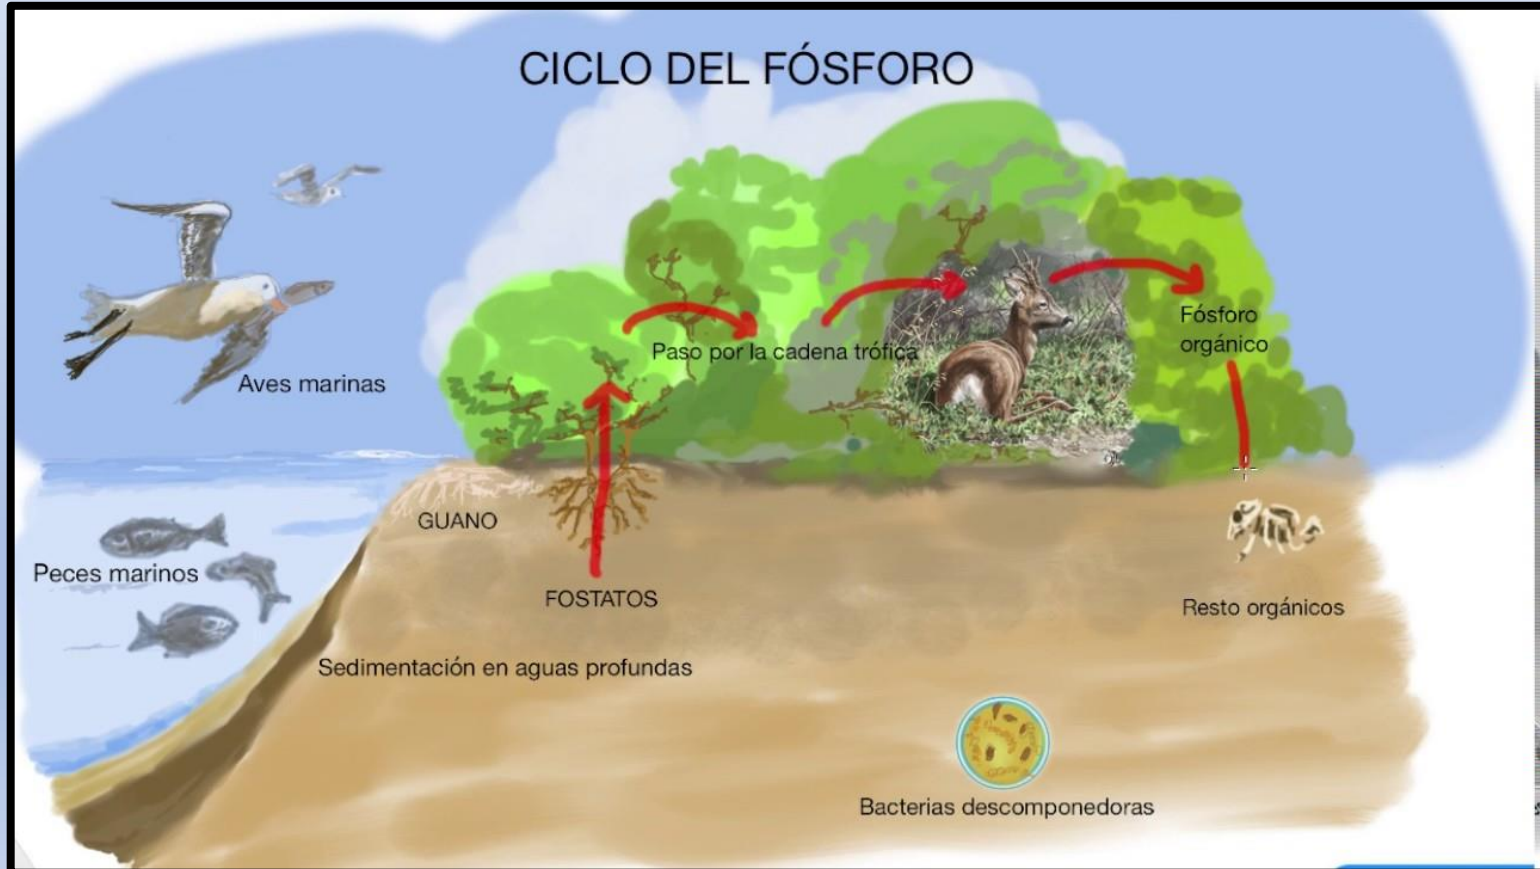 CICLO DEL FÓSFORO
Aves marinas
Paso por la cadena trófica
Fósforo
orgánico
GUANO
Peces marinos
FOSTATOS
Resto orgánicos
Sedimentación en aguas profundas
Bacterias descomponedoras